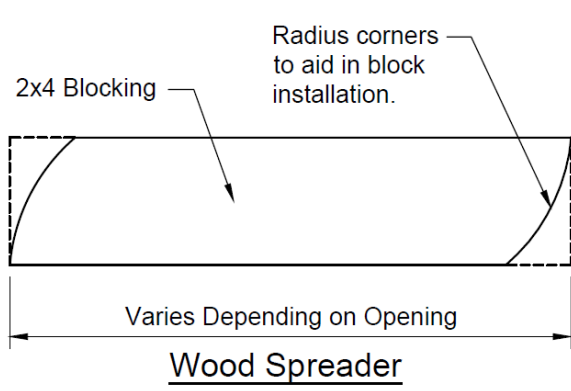 Radius corners
to aid in block
installation.
2x4 Blocking
Varies Depending on Opening
Wood Spreader